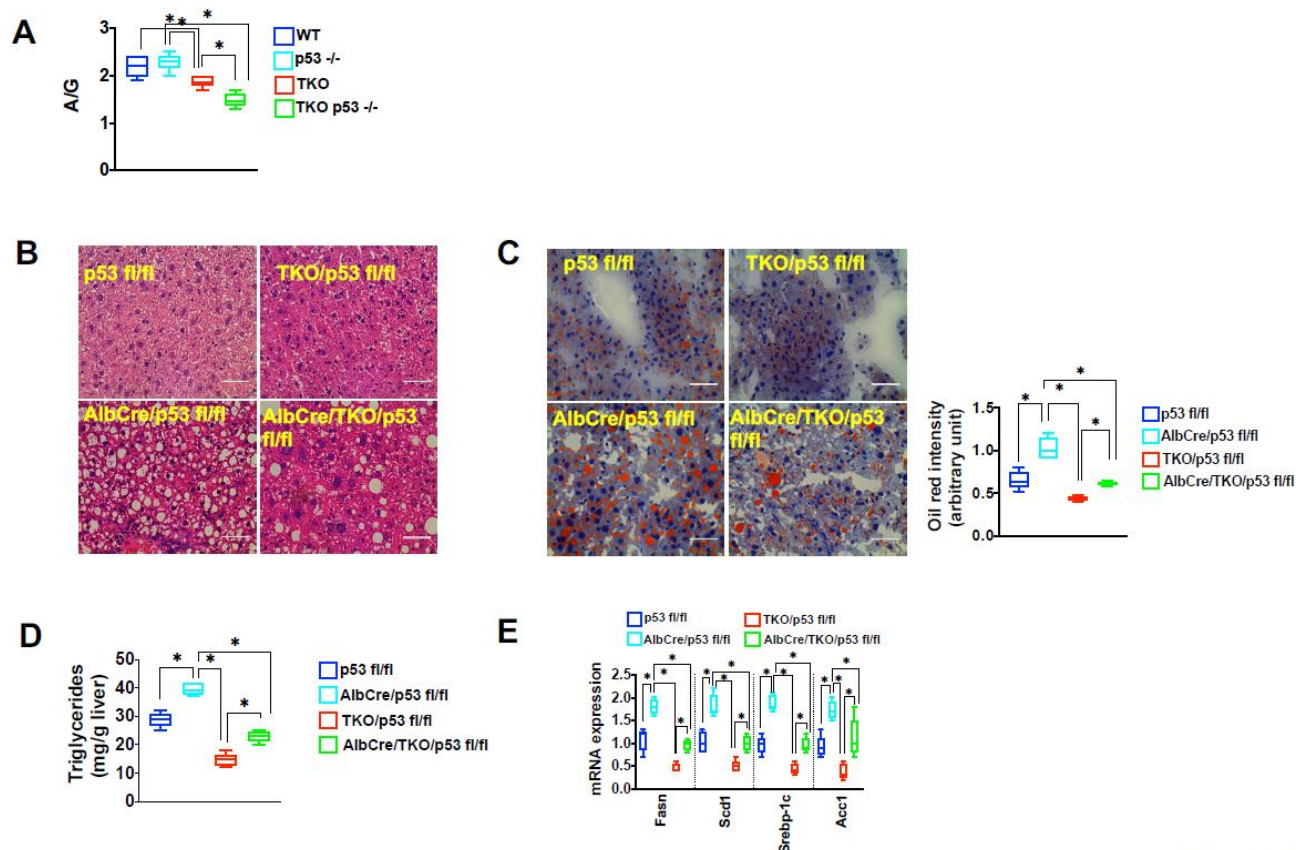 A
A/G
3
2
1
0
* *
*
*
WT
p53 -/-
TKO
TKO p53 -/-
B
p53 fl/fl
TKO/p53 fl/fl
AlbCre/p53 fl/fl
AlbCre/TKO/p53
fl/fl
C
p53 fl/fl
TKO/p53 fl/fl
AlbCre/p53 fl/fl
AlbCre/TKO/p53
fl/fl
Oil red intensity
(arbitrary unit)
1.5
1.0
0.5
0.0
*
* *
*
p53 fl/fl
AlbCre/p53 fl/fl
TKO/p53 fl/fl
AlbCre/TKO/p53 fl/fl
D
Triglycerides
(mg/g liver)
50
40
30
20
10
0
*
* *
*
p53 fl/fl
AlbCre/p53 fl/fl
TKO/p53 fl/fl
AlbCre/TKO/p53 fl/fl
E
p53 fl/fl
TKO/p53 fl/fl
AlbCre/p53 fl/fl
AlbCre/TKO/p53 fl/fl
mRNA expression
2.5
2.0
1.5
1.0
0.5
0.0
* * * *
* * * * * * * * *
* * *
Fasn
Scd1
Srebp-1c
Acc1